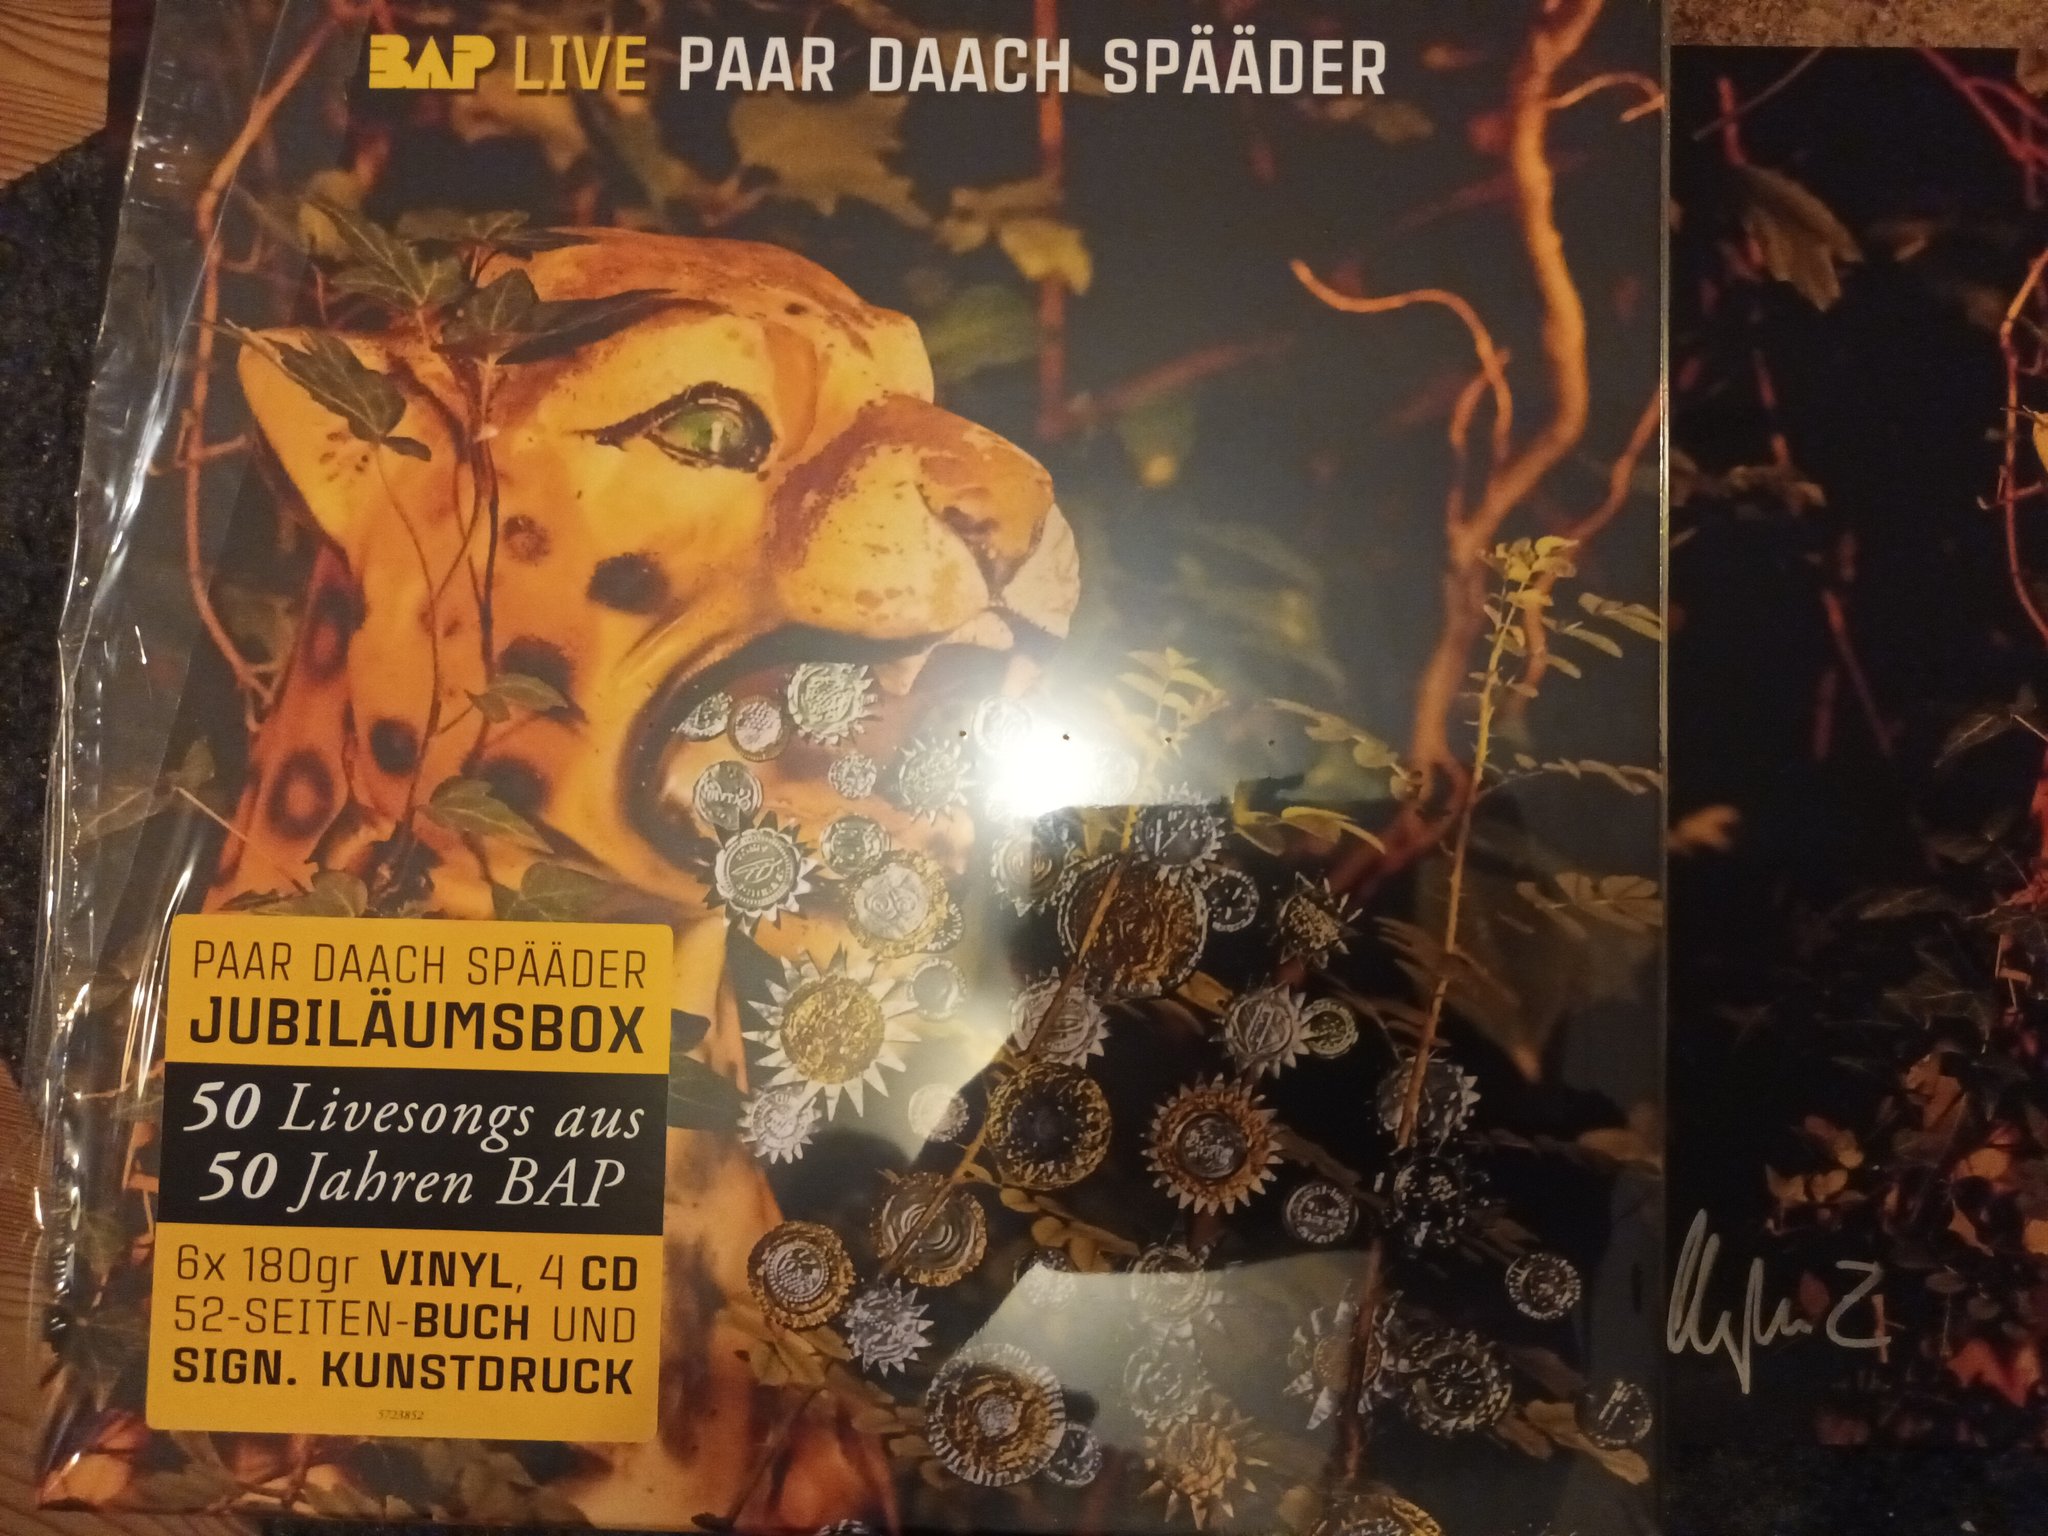 BAP LIVE PAAR DAACH SPÄÄDER
PAAR DAACH SPÄÄDER
JUBILÄUMSBOX
50 Livesongs aus
50 Jahren BAP
6x 180gr VINYL, 4 CD
52-SEITEN-BUCH UND
SIGN. KUNSTDRUCK
5723852